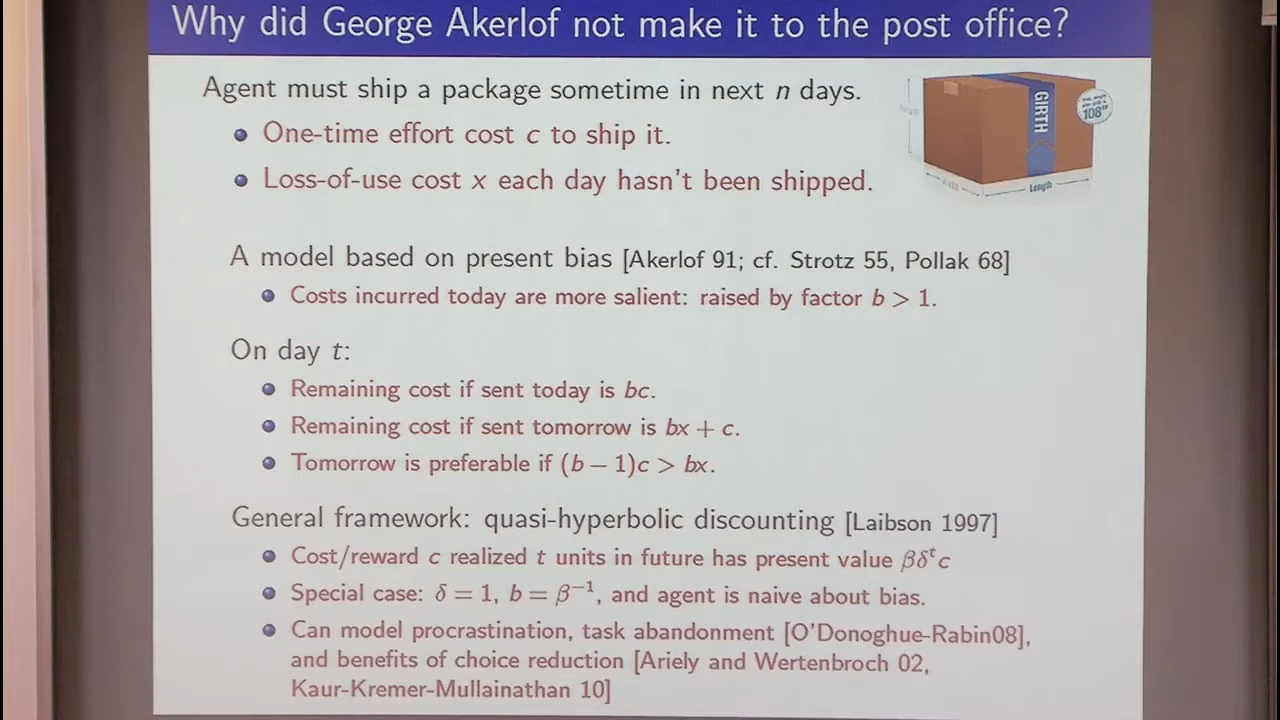 Why did George Akerlof not make it to the post office?
Agent must ship a package sometime in next n days.
One-time effort cost c to ship it.
Loss-of-use cost x each day hasn't been shipped.
GIRTH
108"
Length
A model based on present bias [Akerlof 91; cf. Strotz 55, Pollak 68]
Costs incurred today are more salient: raised by factor b > 1.
On day t:
Remaining cost if sent today is bc.
Remaining cost if sent tomorrow is bx + c.
Tomorrow is preferable if (b − 1)c > bx.
General framework: quasi-hyperbolic discounting [Laibson 1997]
Cost/reward c realized t units in future has present value βδᵗc
Special case: δ = 1, b = β⁻¹, and agent is naive about bias.
Can model procrastination, task abandonment [O'Donoghue-Rabin08],
and benefits of choice reduction [Ariely and Wertenbroch 02,
Kaur-Kremer-Mullainathan 10]